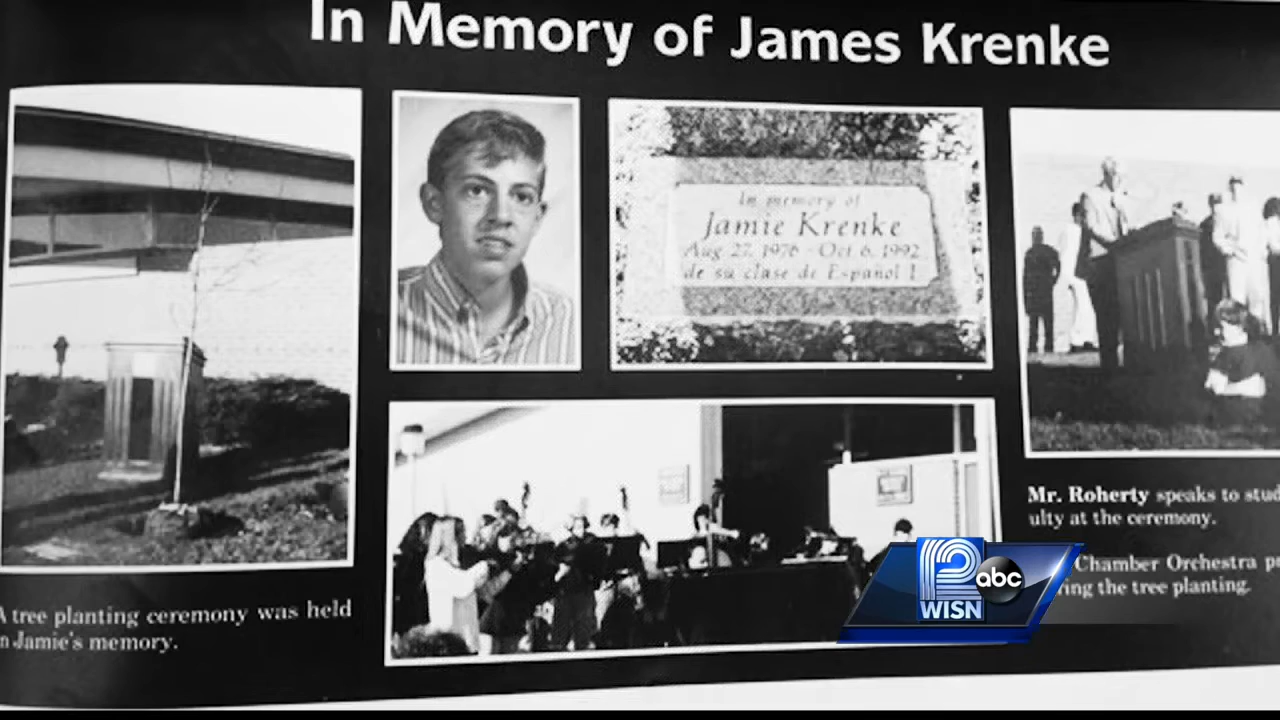 In Memory of James Krenke
In memory of
Jamie Krenke
Aug 27, 1976 - Oct 6, 1992
de su clase de Español I
Mr. Roherty speaks to stud
ulty at the ceremony.
Chamber Orchestra p
ring the tree planting.
A tree planting ceremony was held
n Jamie's memory.
12
abc
WISN